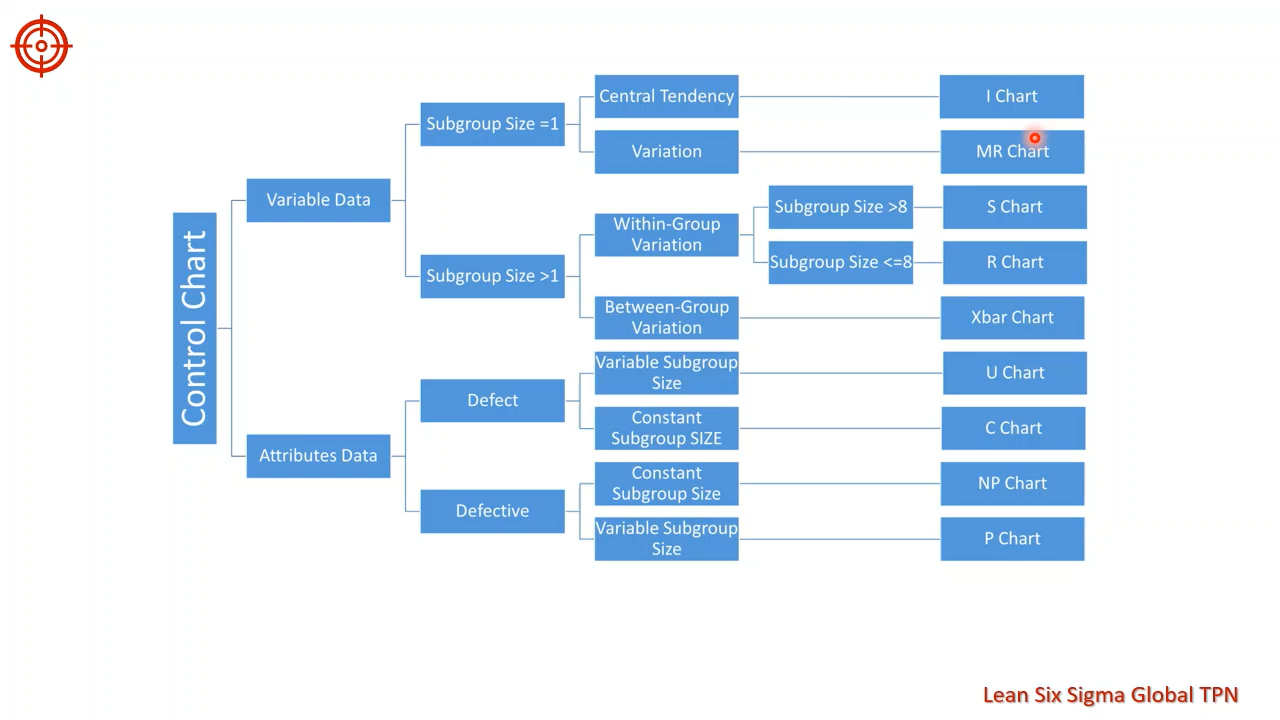 Control Chart
Variable Data
Subgroup Size =1
Central Tendency
I Chart
Variation
MR Chart
Subgroup Size >1
Within-Group
Variation
Subgroup Size >8
S Chart
Subgroup Size <=8
R Chart
Between-Group
Variation
Xbar Chart
Attributes Data
Defect
Variable Subgroup
Size
U Chart
Constant
Subgroup SIZE
C Chart
Defective
Constant
Subgroup Size
NP Chart
Variable Subgroup
Size
P Chart
Lean Six Sigma Global TPN